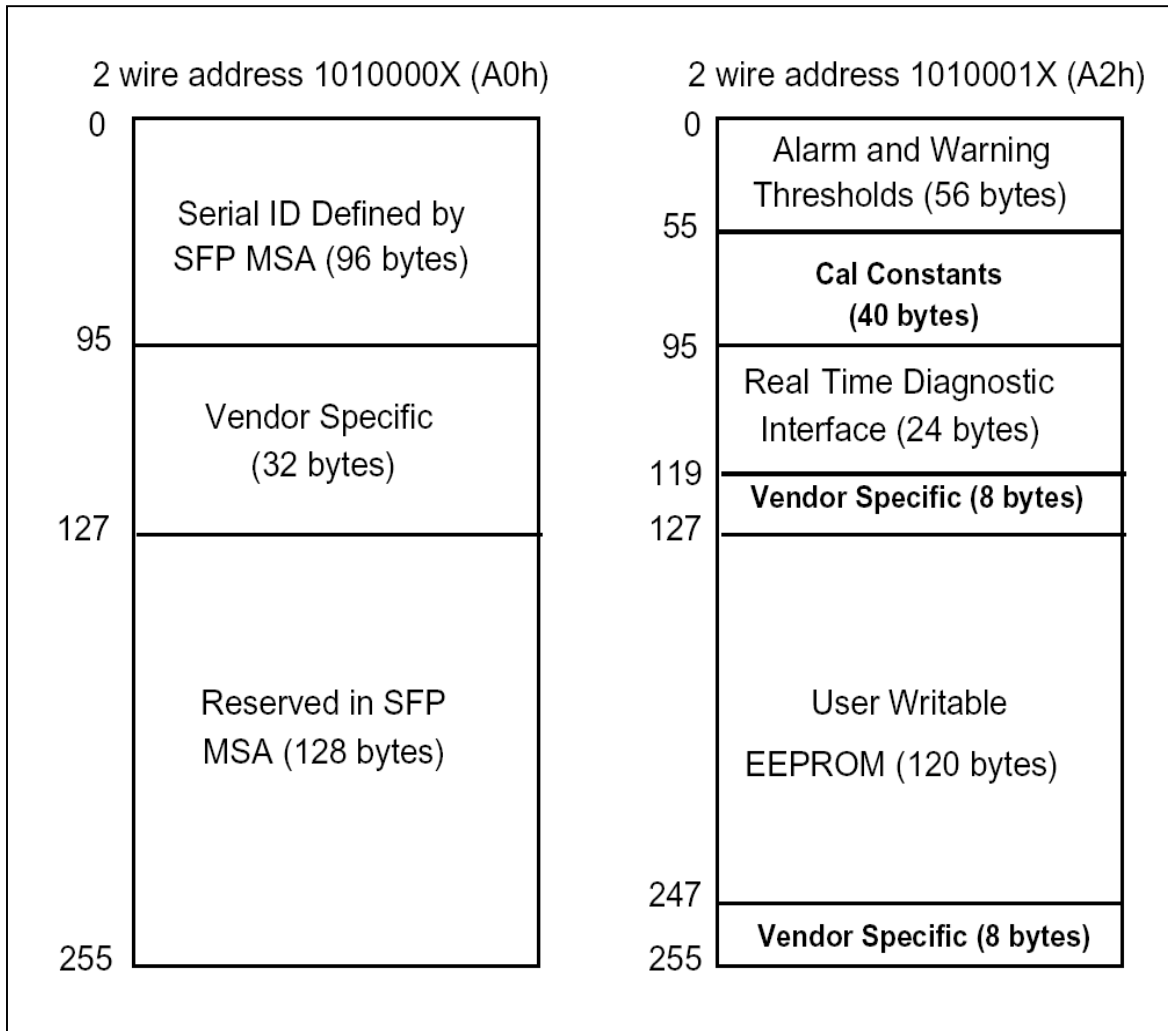 2 wire address 1010000X (A0h)
0
Serial ID Defined by
SFP MSA (96 bytes)
95
Vendor Specific
(32 bytes)
127
Reserved in SFP
MSA (128 bytes)
255
2 wire address 1010001X (A2h)
0
Alarm and Warning
Thresholds (56 bytes)
55
Cal Constants
(40 bytes)
95
Real Time Diagnostic
Interface (24 bytes)
119
Vendor Specific (8 bytes)
127
User Writable
EEPROM (120 bytes)
247
Vendor Specific (8 bytes)
255